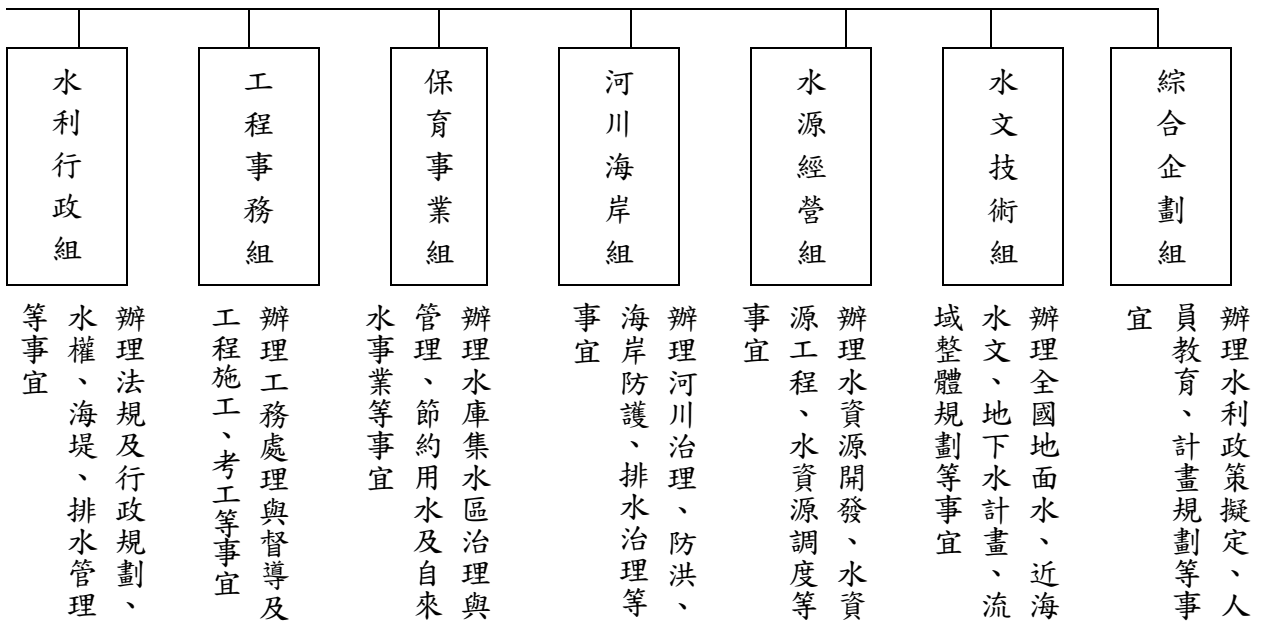 綜合企劃組
辦理水利政策擬定、人
員教育、計畫規劃等事
宜
水文技術組
辦理全國地面水、近海
水文、地下水計畫、流
域整體規劃等事宜
水源經營組
辦理水資源開發、水資
源工程、水資源調度等
事宜
河川海岸組
辦理河川治理、防洪、
海岸防護、排水治理等
事宜
保育事業組
辦理水庫集水區治理與
管理、節約用水及自來
水事業等事宜
工程事務組
辦理工務處理與督導及
工程施工、考工等事宜
水利行政組
辦理法規及行政規劃、
水權、海堤、排水管理
等事宜